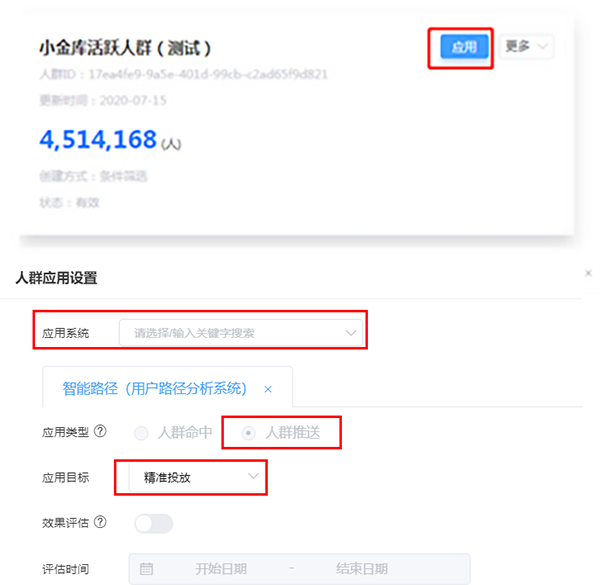 小金库活跃人群（测试） 应用 更多
人群ID：17ea4fe9-9a5e-401d-99cb-c2ad65f9d821
更新时间：2020-07-15
4,514,168（人）
创建方式：条件筛选
状态：有效
人群应用设置 ×
应用系统 请选择/输入关键字搜索
智能路径（用户路径分析系统） ×
应用类型 ? 人群命中 人群推送
应用目标 精准投放
效果评估 ?
评估时间 开始日期 - 结束日期